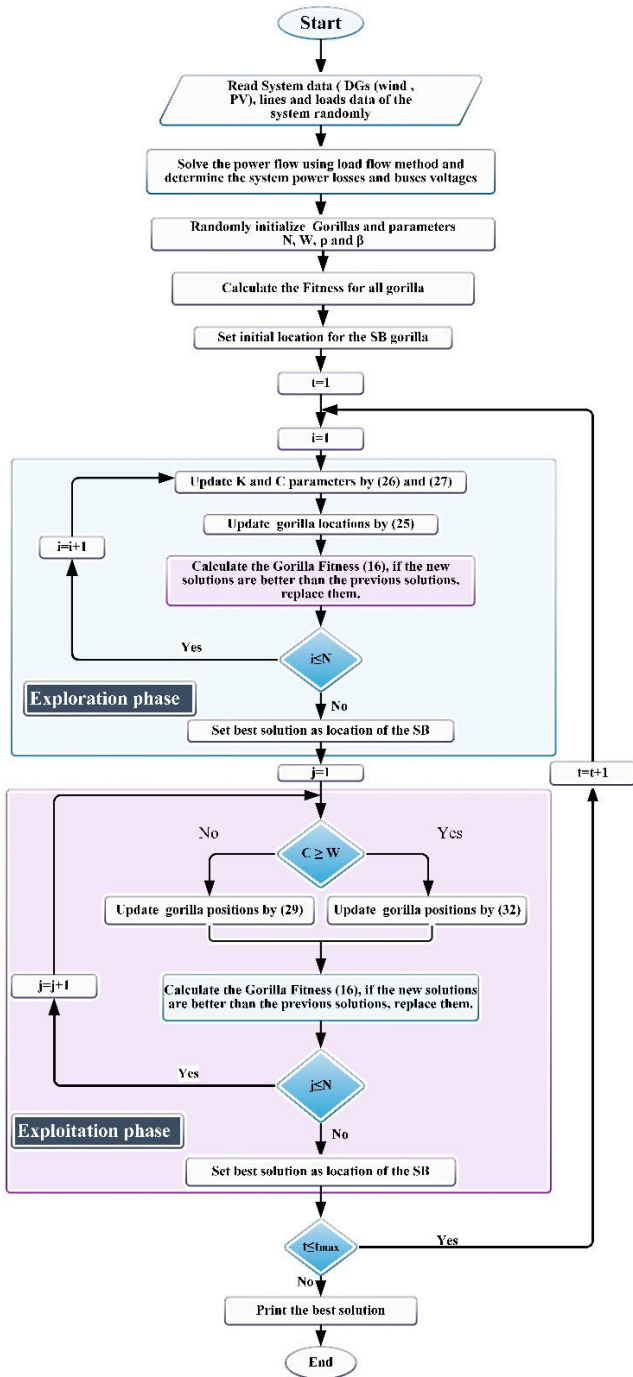 Start
Read System data ( DGs (wind ,
PV), lines and loads data of the
system randomly
Solve the power flow using load flow method and
determine the system power losses and buses voltages
Randomly initialize Gorillas and parameters
N, W, p and β
Calculate the Fitness for all gorilla
Set initial location for the SB gorilla
t=1
i=1
Update K and C parameters by (26) and (27)
Update gorilla locations by (25)
i=i+1
Calculate the Gorilla Fitness (16), if the new
solutions are better than the previous solutions,
replace them.
Yes
i≤N
Exploration phase
No
Set best solution as location of the SB
j=1
t=t+1
No
Yes
C ≥ W
Update gorilla positions by (29)
Update gorilla positions by (32)
j=j+1
Calculate the Gorilla Fitness (16), if the new solutions
are better than the previous solutions, replace them.
Yes
j≤N
Exploitation phase
No
Set best solution as location of the SB
t≤tmax
Yes
No
Print the best solution
End